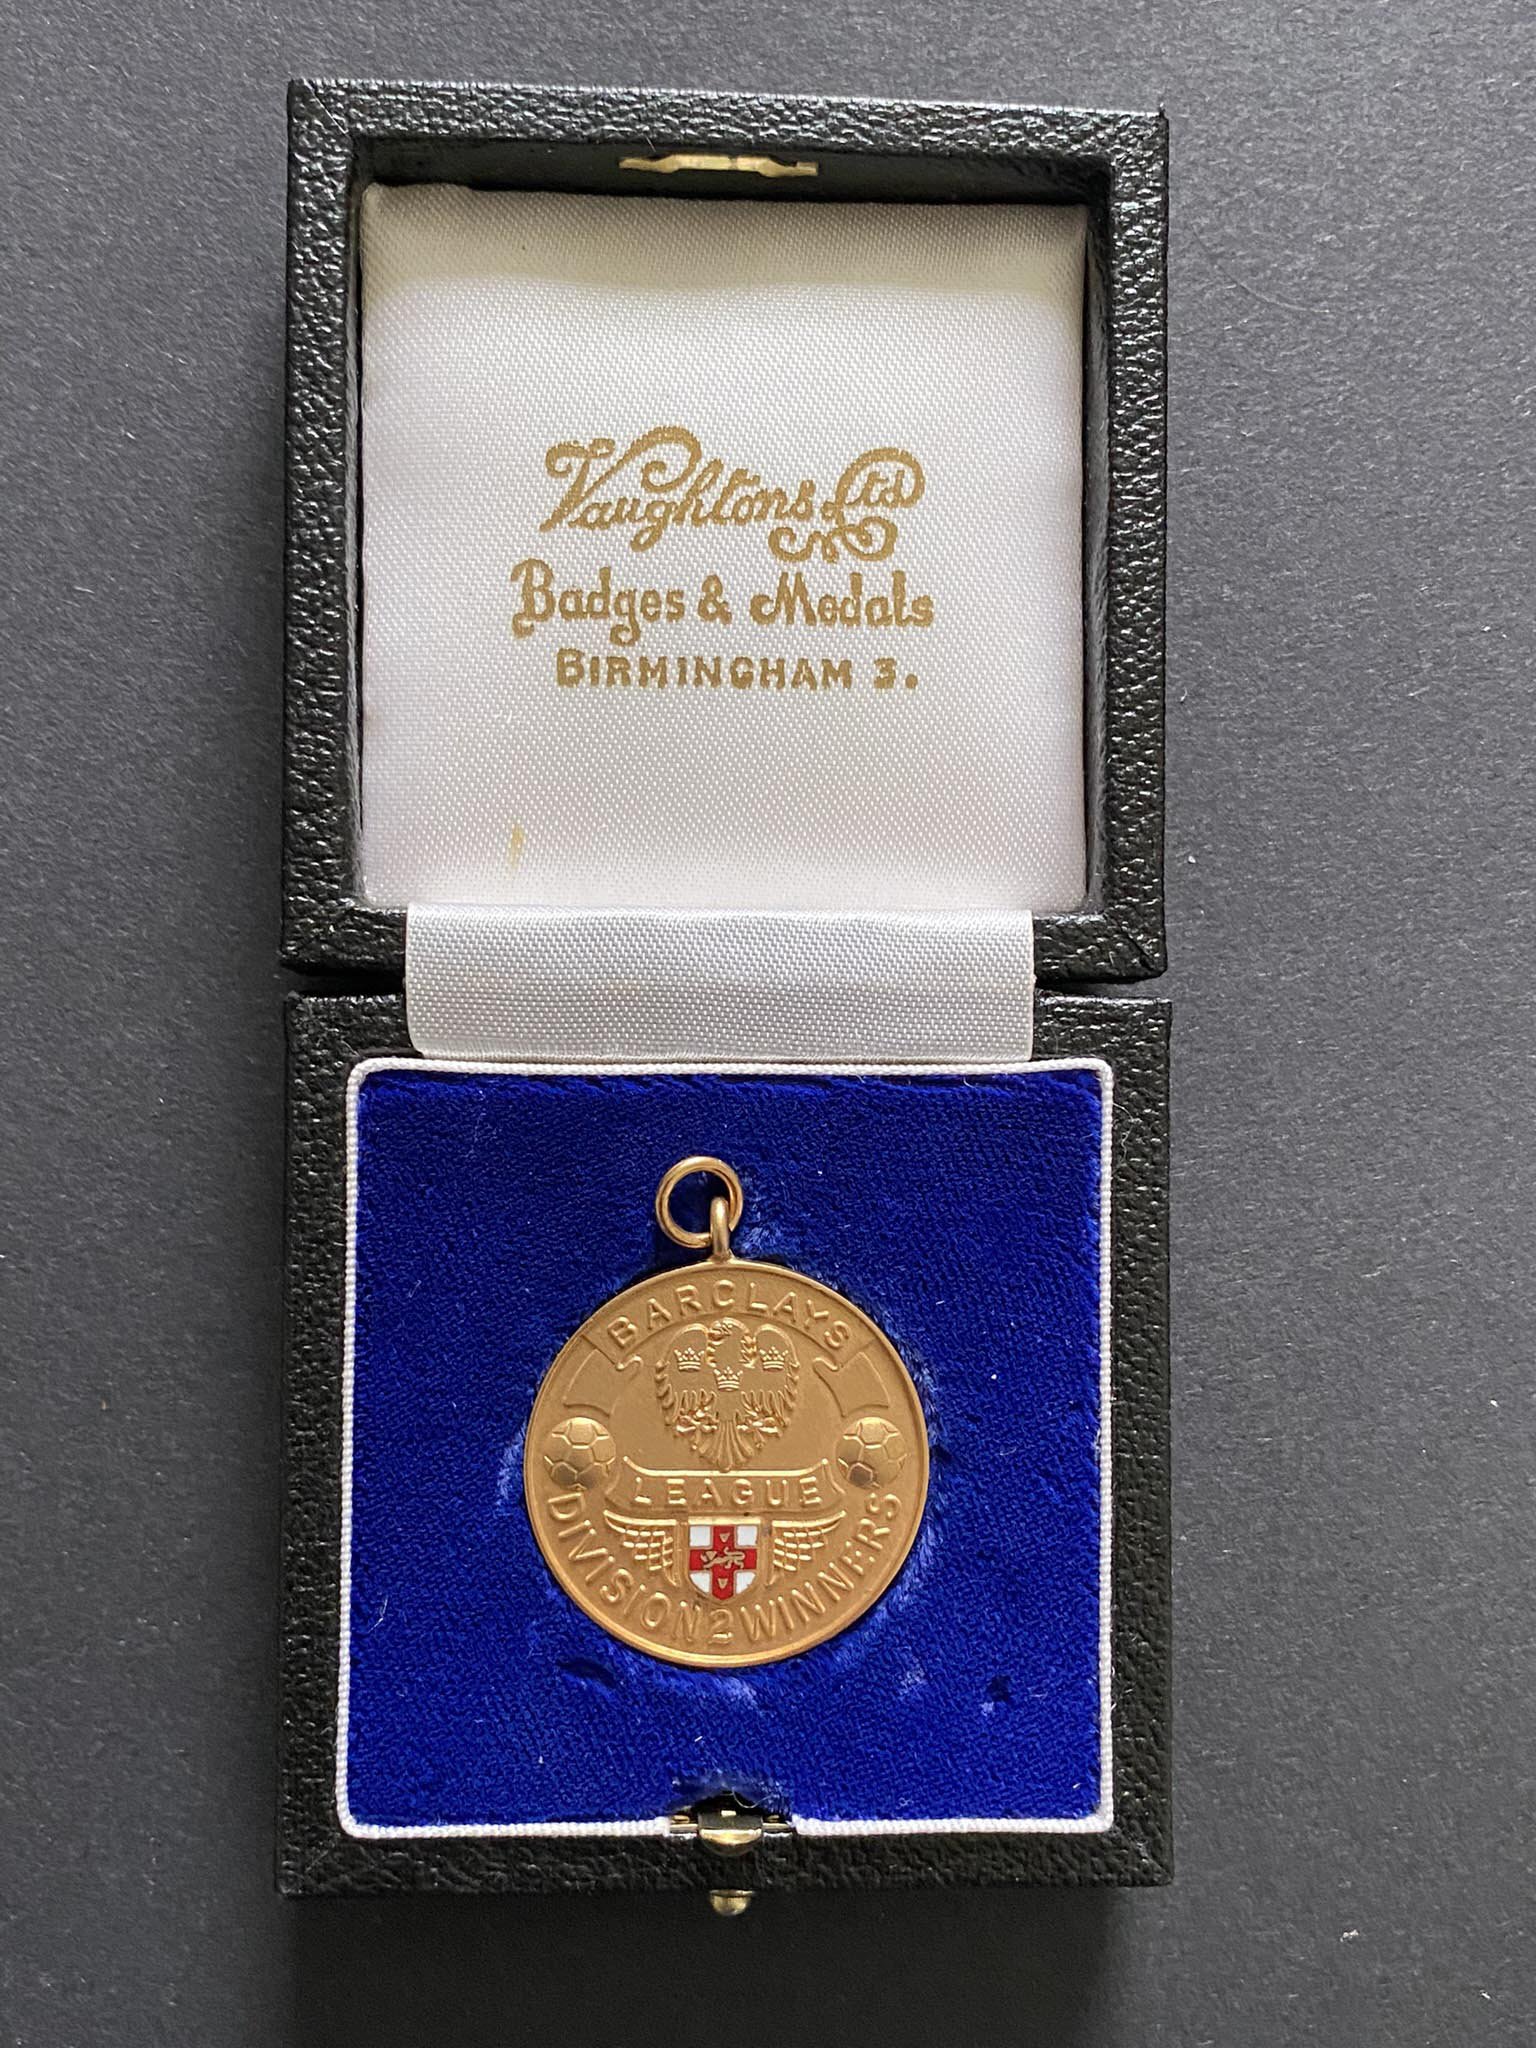 Vaughtons Ltd
Badges & Medals
BIRMINGHAM 3.
BARCLAYS
LEAGUE
DIVISION 2 WINNERS